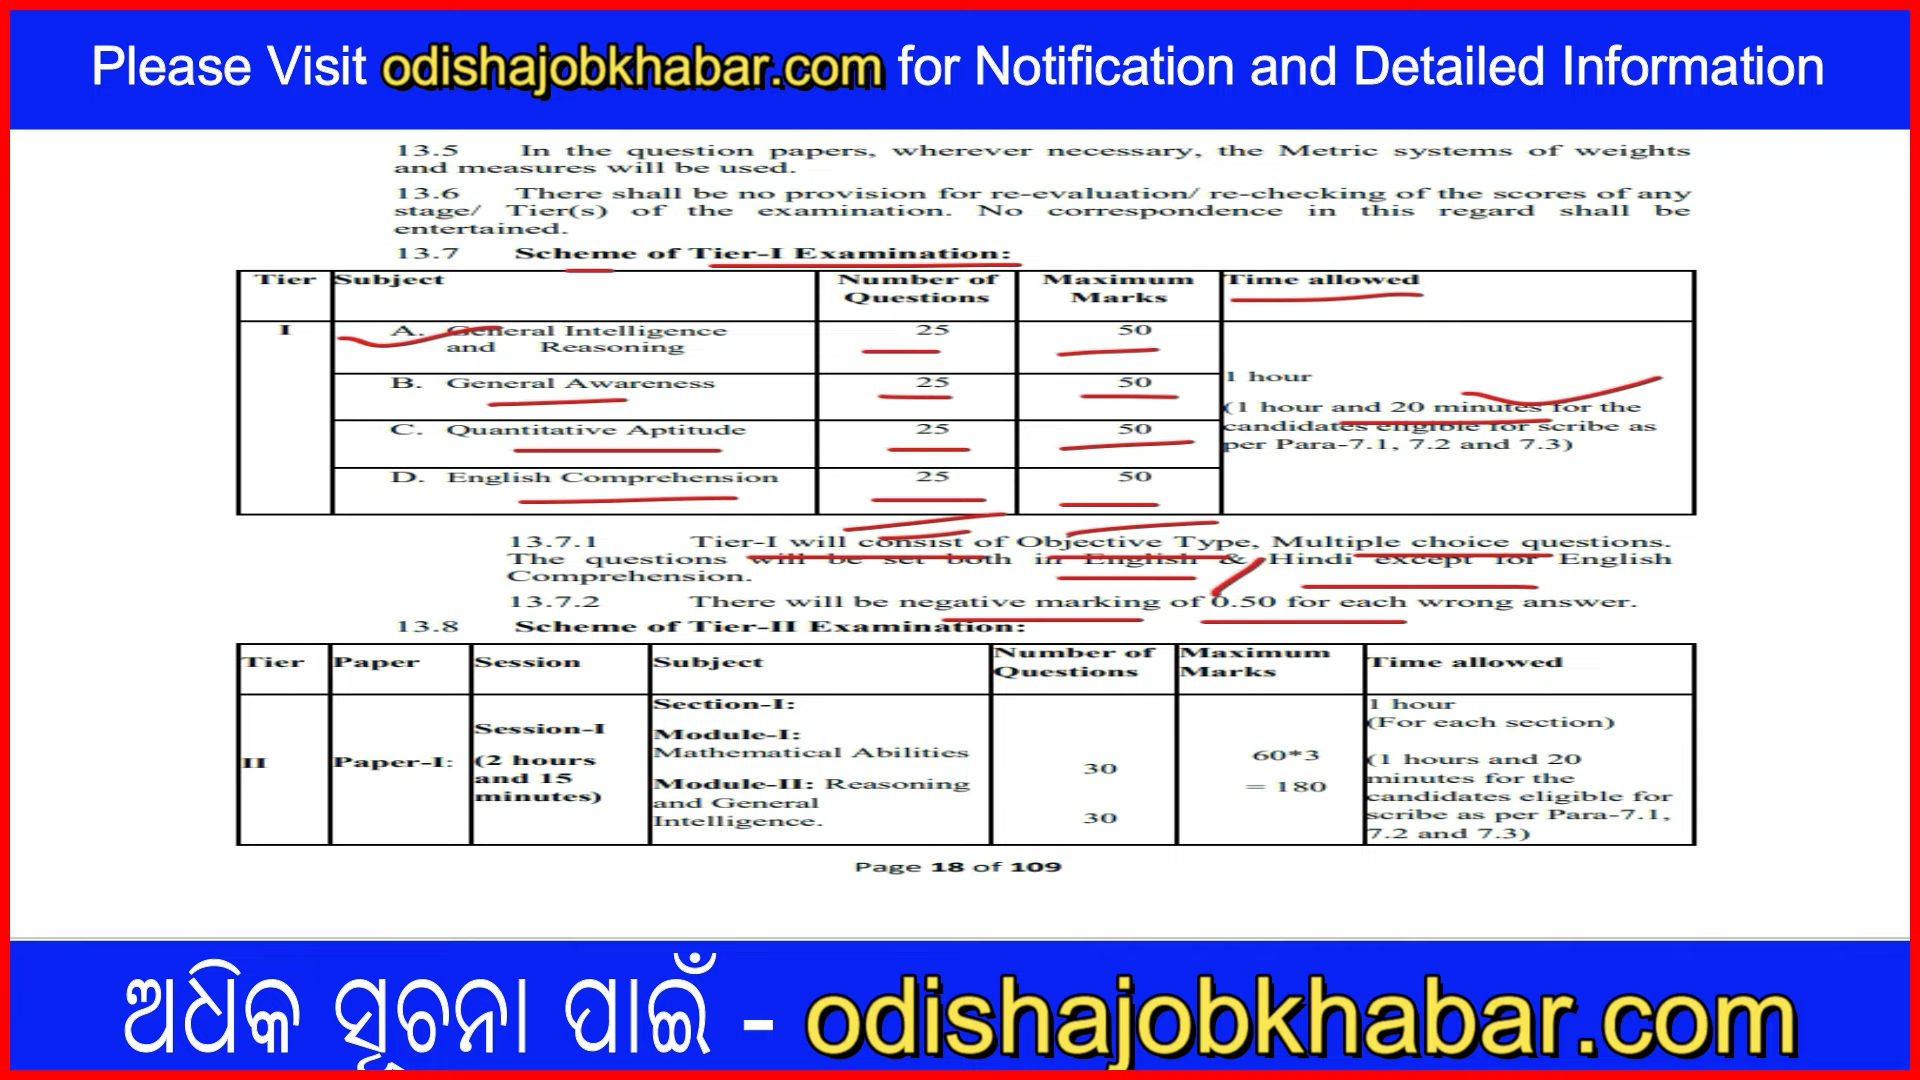 Please Visit odishajobkhabar.com for Notification and Detailed Information
13.5 In the question papers, wherever necessary, the Metric systems of weights
and measures will be used.
13.6 There shall be no provision for re-evaluation/ re-checking of the scores of any
stage/ Tier(s) of the examination. No correspondence in this regard shall be
entertained.
13.7 Scheme of Tier-I Examination:
Tier Subject Number of Questions Maximum Marks Time allowed
I A. General Intelligence and Reasoning 25 50
B. General Awareness 25 50
C. Quantitative Aptitude 25 50
D. English Comprehension 25 50
1 hour
(1 hour and 20 minutes for the
candidates eligible for scribe as
per Para-7.1, 7.2 and 7.3)
13.7.1 Tier-I will consist of Objective Type, Multiple choice questions.
The questions will be set both in English & Hindi except for English
Comprehension.
13.7.2 There will be negative marking of 0.50 for each wrong answer.
13.8 Scheme of Tier-II Examination:
Tier Paper Session Subject Number of Questions Maximum Marks Time allowed
II Paper-I:
Session-I
(2 hours
and 15
minutes)
Section-I:
Module-I:
Mathematical Abilities
Module-II: Reasoning
and General
Intelligence.
30
30
60*3
= 180
1 hour
(For each section)
(1 hours and 20
minutes for the
candidates eligible for
scribe as per Para-7.1,
7.2 and 7.3)
Page 18 of 109
ଅଧିକ ସୂଚନା ପାଇଁ - odishajobkhabar.com